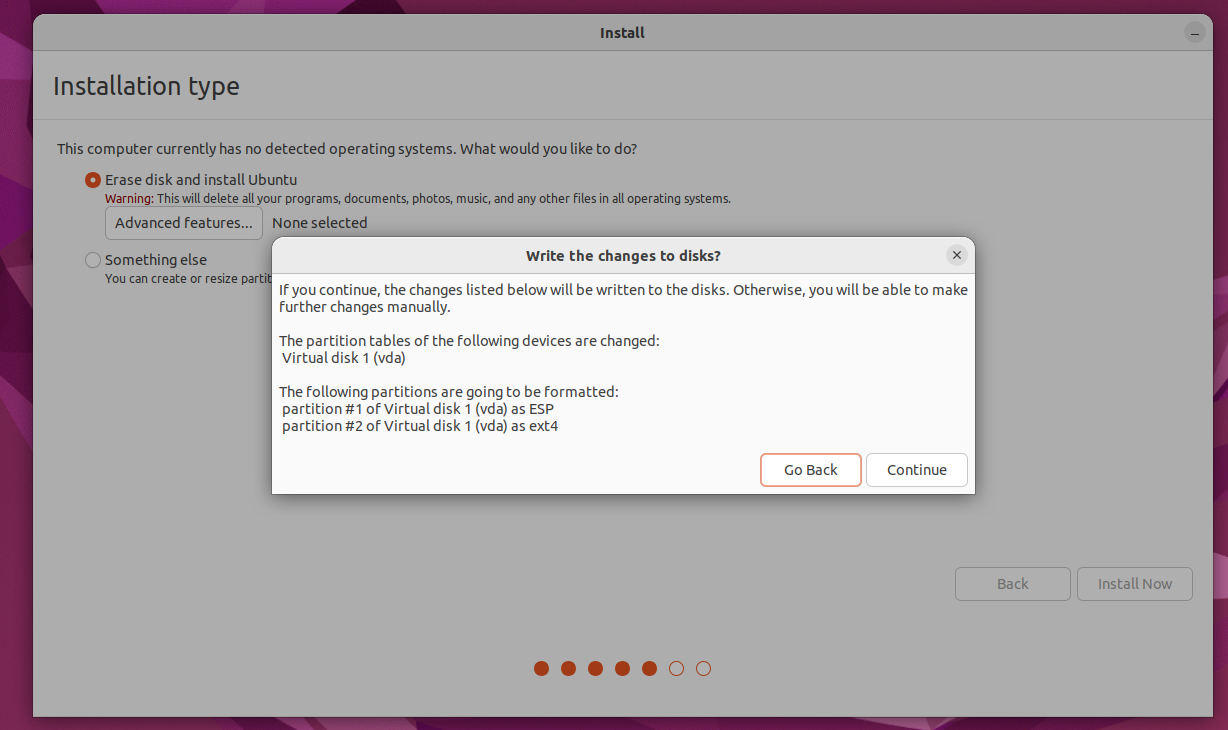 Install
Installation type
This computer currently has no detected operating systems. What would you like to do?
Erase disk and install Ubuntu
Warning: This will delete all your programs, documents, photos, music, and any other files in all operating systems.
Advanced features... None selected
Something else
You can create or resize partit
Write the changes to disks?
If you continue, the changes listed below will be written to the disks. Otherwise, you will be able to make
further changes manually.
The partition tables of the following devices are changed:
Virtual disk 1 (vda)
The following partitions are going to be formatted:
partition #1 of Virtual disk 1 (vda) as ESP
partition #2 of Virtual disk 1 (vda) as ext4
Go Back Continue
Back Install Now